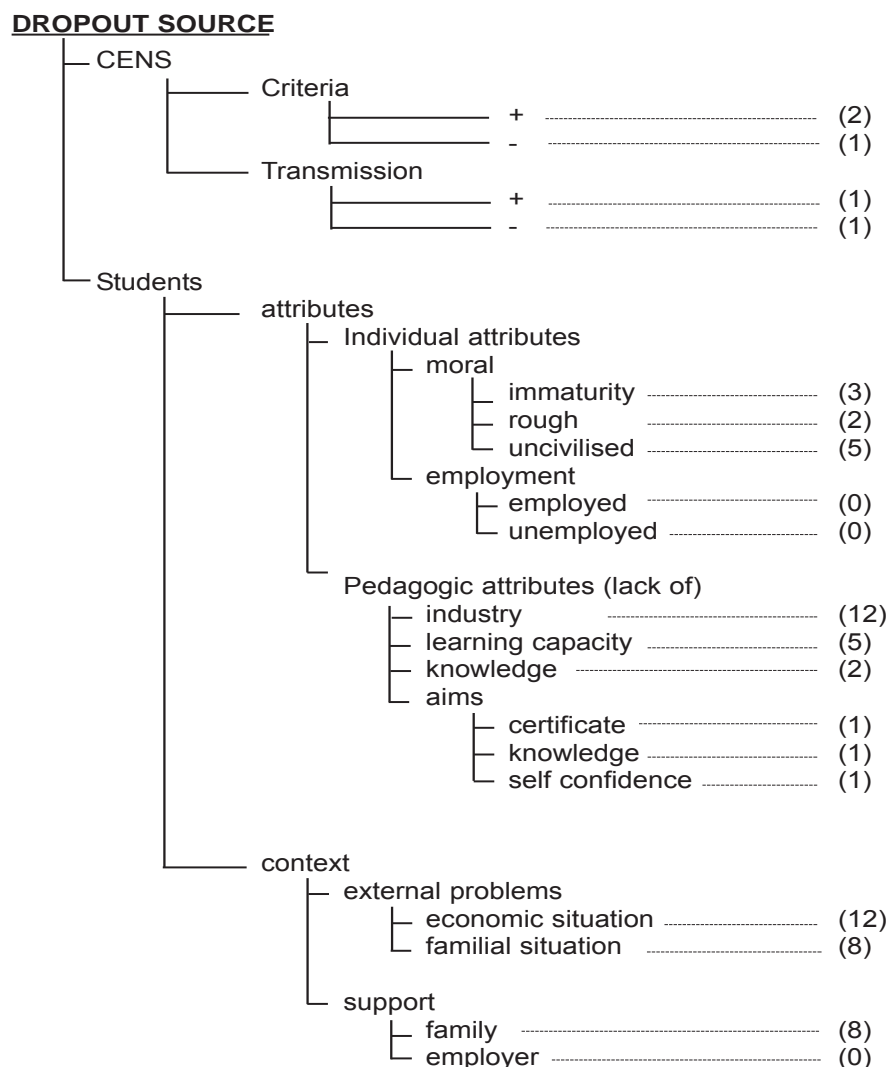 DROPOUT SOURCE
CENS
Criteria
+ (2)
- (1)
Transmission
+ (1)
- (1)
Students
attributes
Individual attributes
moral
immaturity (3)
rough (2)
uncivilised (5)
employment
employed (0)
unemployed (0)
Pedagogic attributes (lack of)
industry (12)
learning capacity (5)
knowledge (2)
aims
certificate (1)
knowledge (1)
self confidence (1)
context
external problems
economic situation (12)
familial situation (8)
support
family (8)
employer (0)